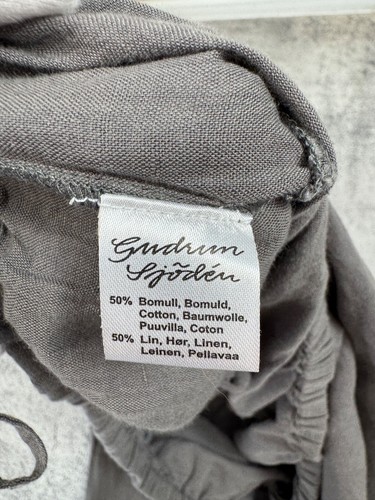 Gudrun
Sjödén
50% Bomull, Bomuld,
Cotton, Baumwolle,
Puuvilla, Coton
50% Lin, Hør, Linen,
Leinen, Pellavaa